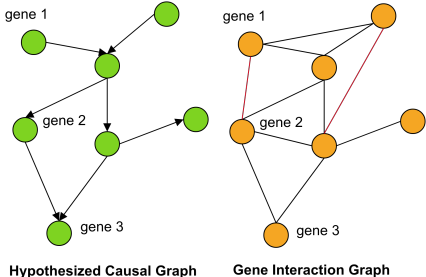 gene 1
gene 2
gene 3
Hypothesized Causal Graph
gene 1
gene 2
gene 3
Gene Interaction Graph